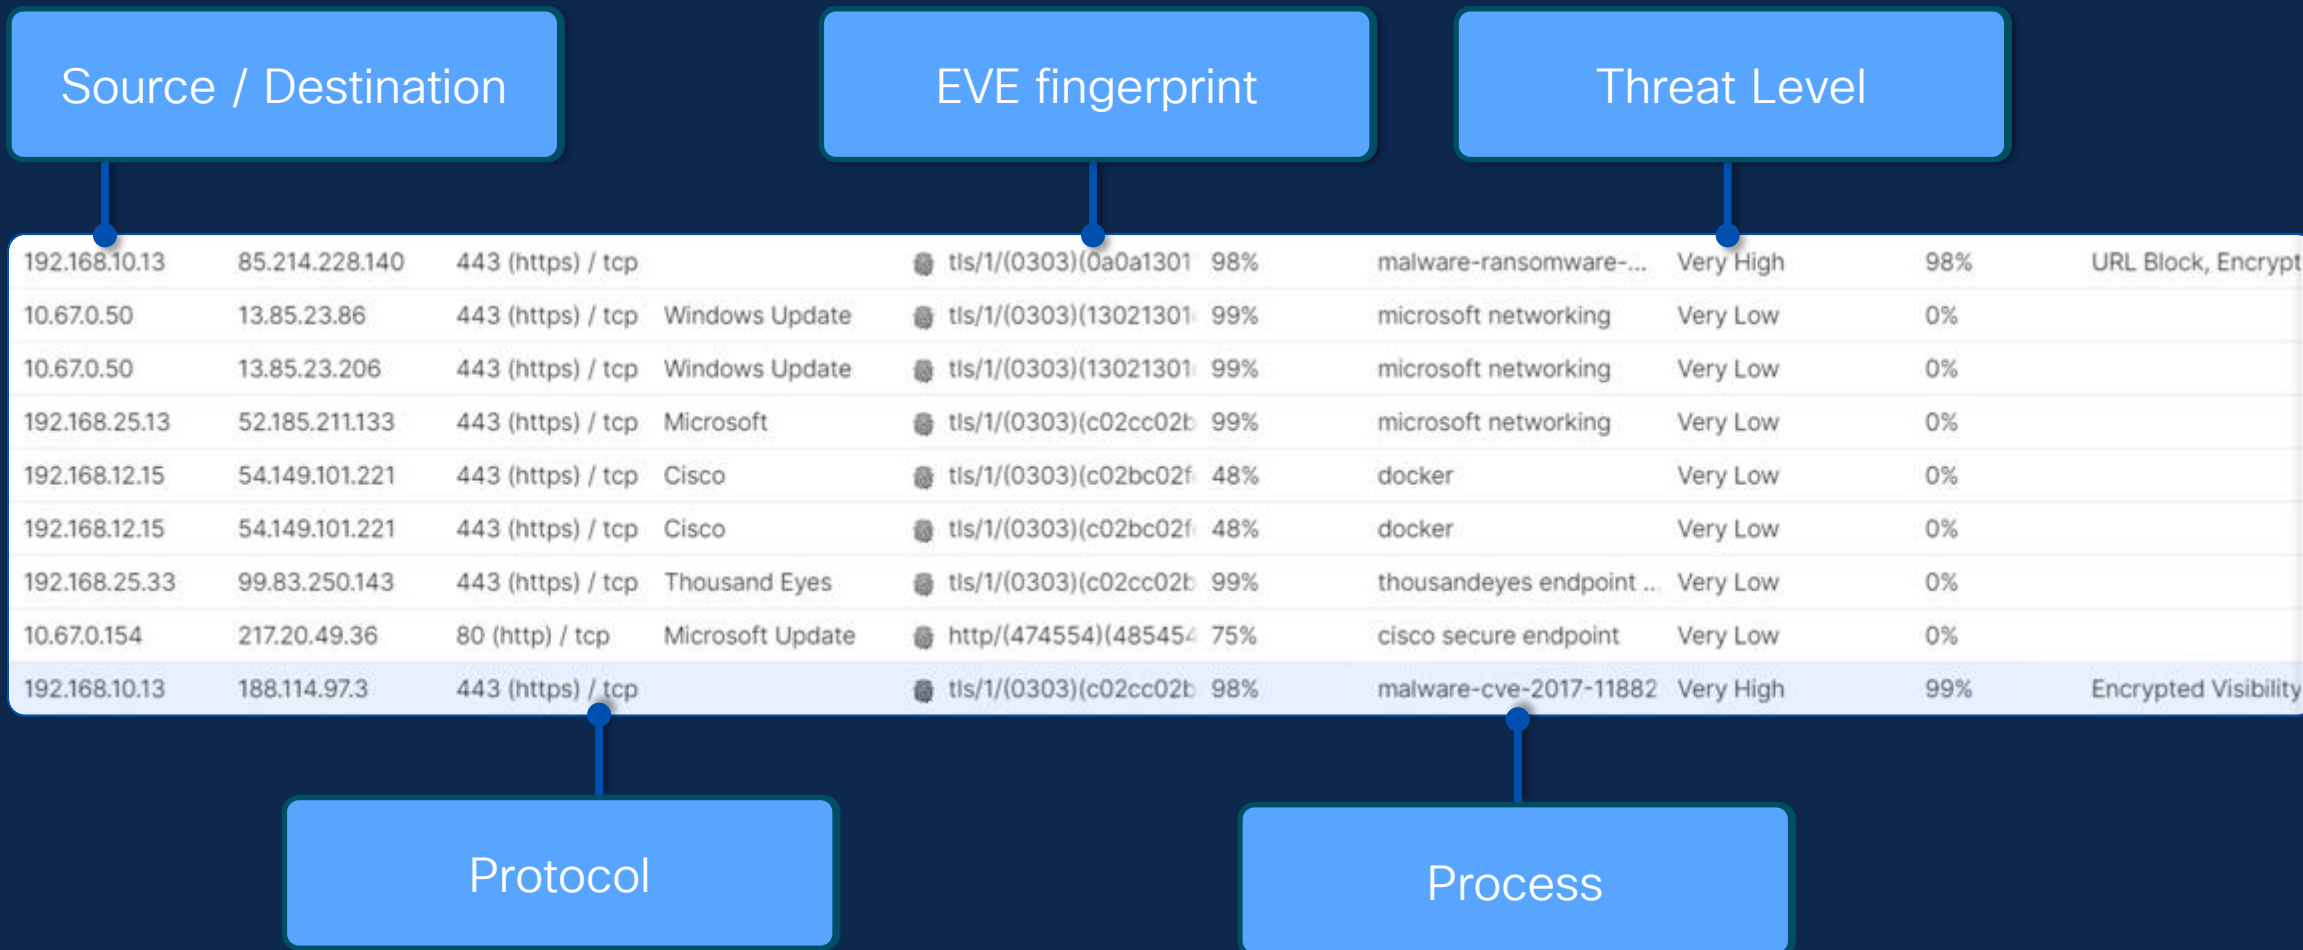 Source / Destination
EVE fingerprint
Threat Level
192.168.10.13 85.214.228.140 443 (https) / tcp tls/1/(0303)(0a0a1301 98% malware-ransomware-... Very High 98% URL Block, Encrypt
10.67.0.50 13.85.23.86 443 (https) / tcp Windows Update tls/1/(0303)(13021301 99% microsoft networking Very Low 0%
10.67.0.50 13.85.23.206 443 (https) / tcp Windows Update tls/1/(0303)(13021301 99% microsoft networking Very Low 0%
192.168.25.13 52.185.211.133 443 (https) / tcp Microsoft tls/1/(0303)(c02cc02b 99% microsoft networking Very Low 0%
192.168.12.15 54.149.101.221 443 (https) / tcp Cisco tls/1/(0303)(c02bc02f 48% docker Very Low 0%
192.168.12.15 54.149.101.221 443 (https) / tcp Cisco tls/1/(0303)(c02bc02f 48% docker Very Low 0%
192.168.25.33 99.83.250.143 443 (https) / tcp Thousand Eyes tls/1/(0303)(c02cc02b 99% thousandeyes endpoint ... Very Low 0%
10.67.0.154 217.20.49.36 80 (http) / tcp Microsoft Update http/(474554)(485454 75% cisco secure endpoint Very Low 0%
192.168.10.13 188.114.97.3 443 (https) / tcp tls/1/(0303)(c02cc02b 98% malware-cve-2017-11882 Very High 99% Encrypted Visibility
Protocol
Process